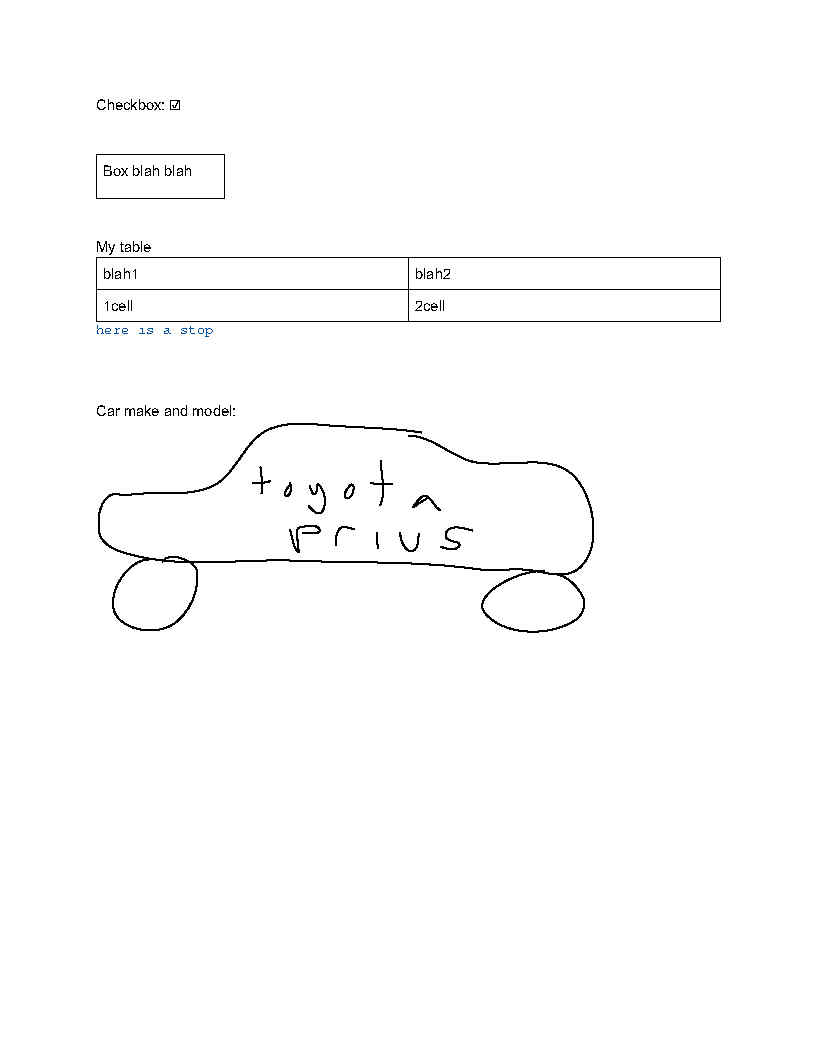 Checkbox: ☑
Box blah blah
My table
blah1 blah2
1cell 2cell
here is a stop
Car make and model:
toyota
prius